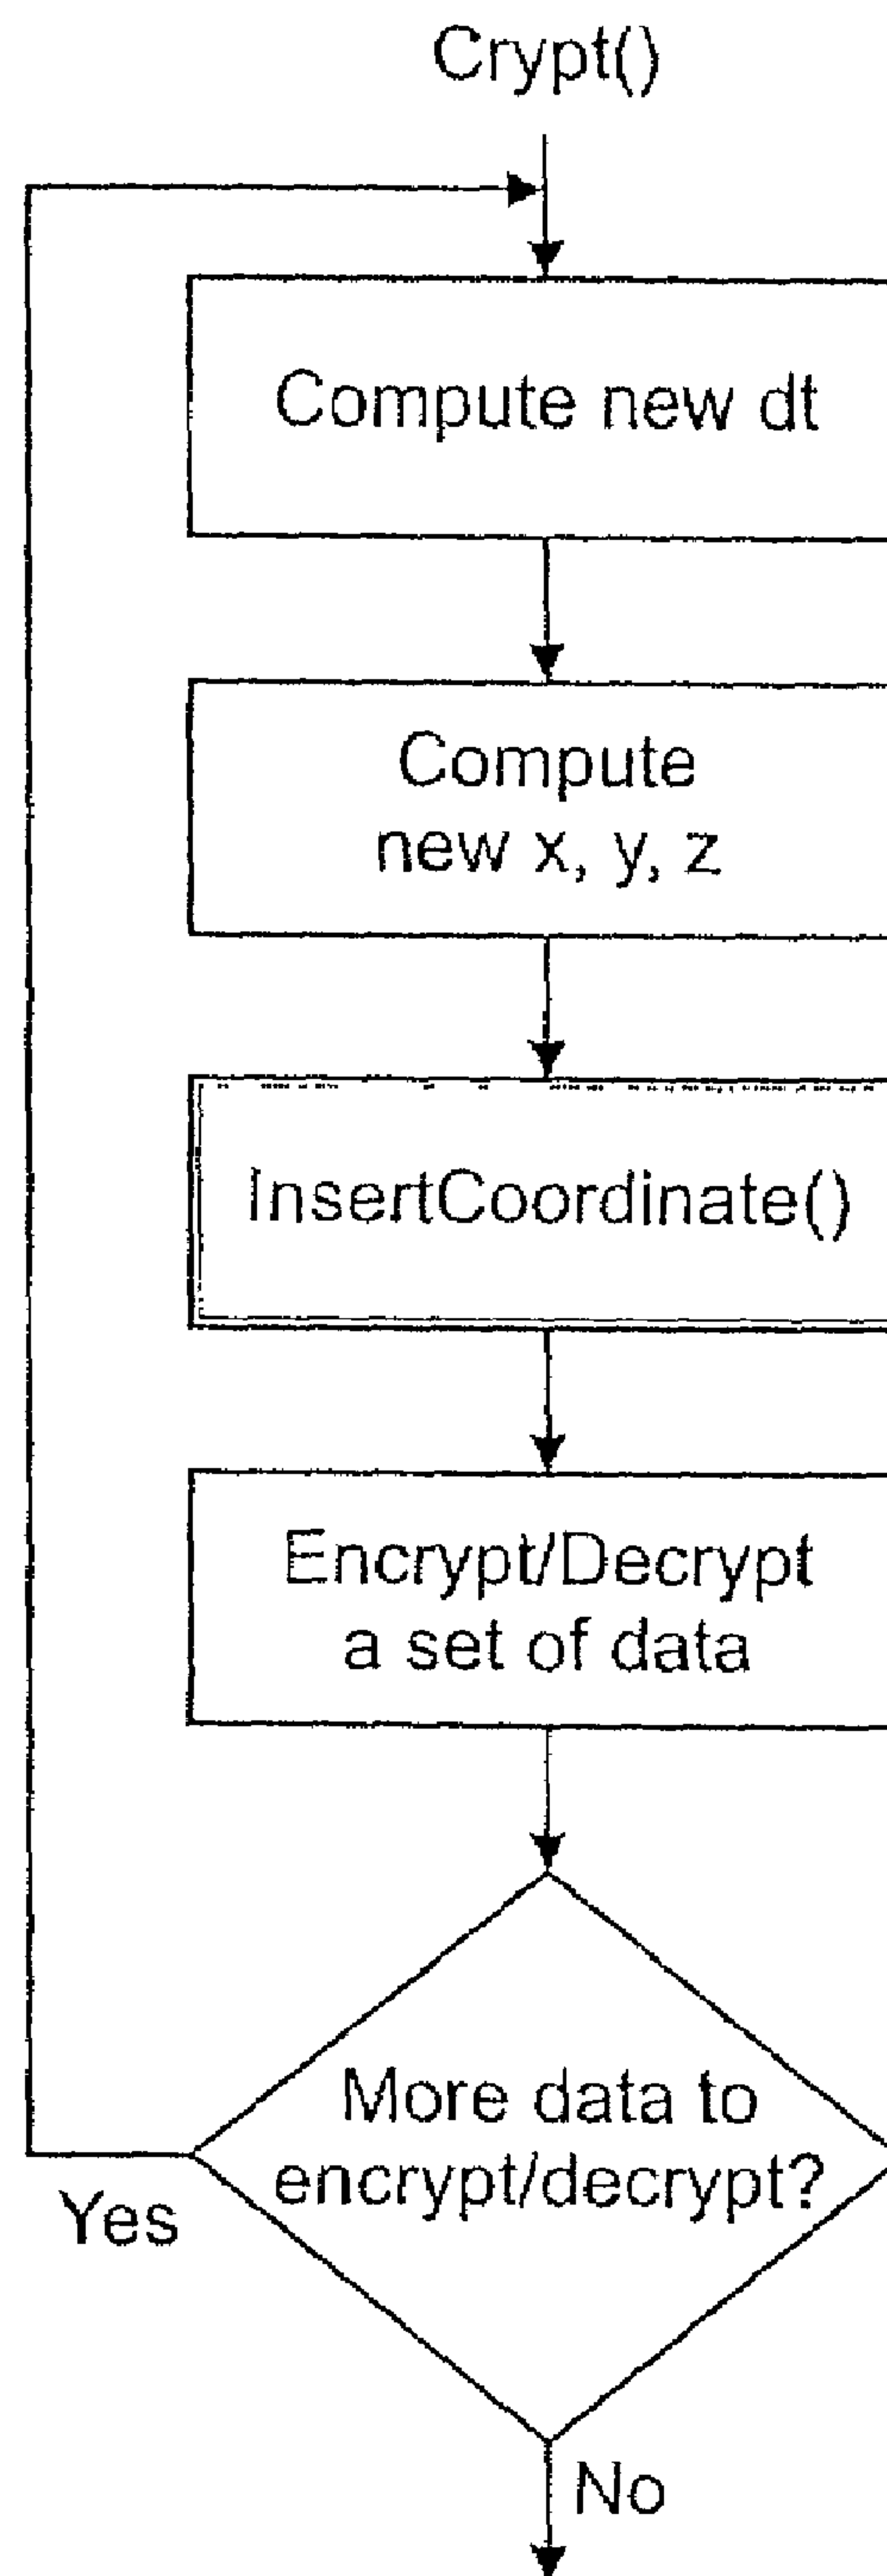 Crypt()
Compute new dt
Compute
new x, y, z
InsertCoordinate()
Encrypt/Decrypt
a set of data
More data to
encrypt/decrypt?
Yes
No